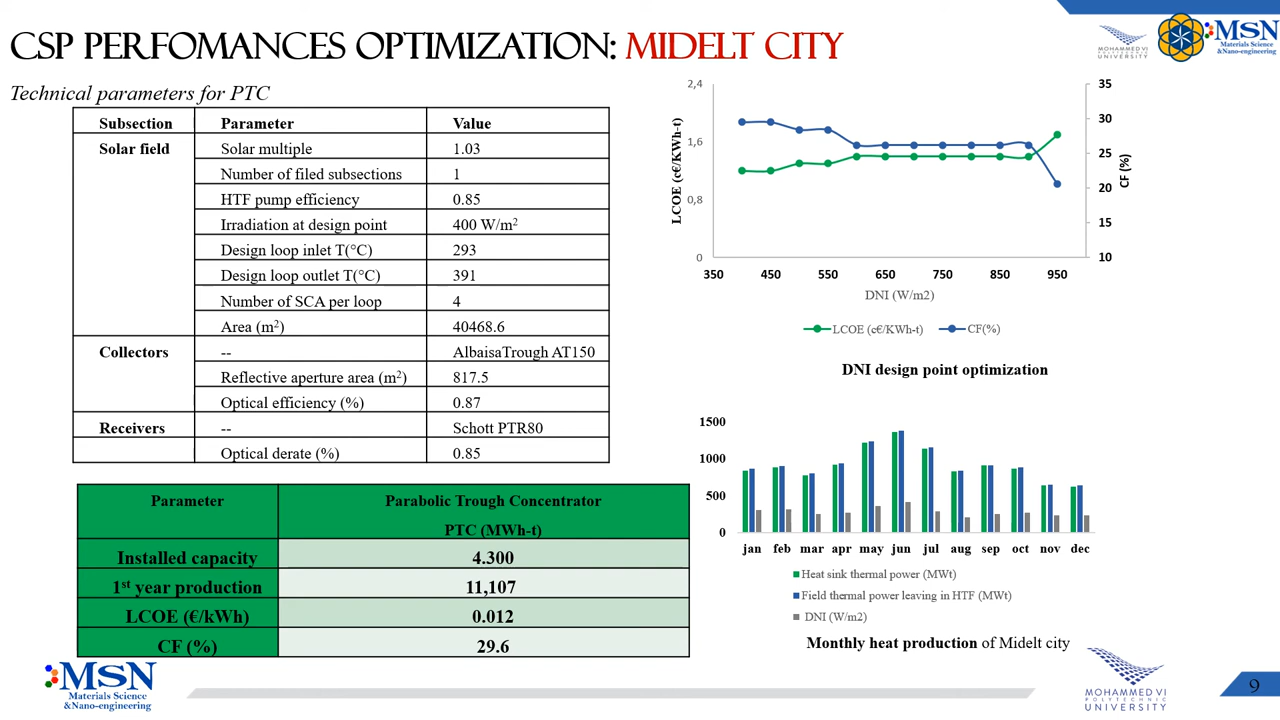 CSP PERFOMANCES OPTIMIZATION: MIDELT CITY
MOHAMMED VI
POLYTECHNIC
UNIVERSITY
MSN
Materials Science
&Nano-engineering
Technical parameters for PTC
Subsection Parameter Value
Solar field Solar multiple 1.03
Number of filed subsections 1
HTF pump efficiency 0.85
Irradiation at design point 400 W/m²
Design loop inlet T(°C) 293
Design loop outlet T(°C) 391
Number of SCA per loop 4
Area (m²) 40468.6
Collectors -- AlbaisaTrough AT150
Reflective aperture area (m²) 817.5
Optical efficiency (%) 0.87
Receivers -- Schott PTR80
Optical derate (%) 0.85
Parameter Parabolic Trough Concentrator
PTC (MWh-t)
Installed capacity 4.300
1st year production 11,107
LCOE (€/kWh) 0.012
CF (%) 29.6
LCOE (c€/KWh-t)
2,4
1,6
0,8
0
35
30
25
20
15
10
CF (%)
350 450 550 650 750 850 950
DNI (W/m2)
LCOE (c€/KWh-t) CF(%)
DNI design point optimization
1500
1000
500
0
jan feb mar apr may jun jul aug sep oct nov dec
Heat sink thermal power (MWt)
Field thermal power leaving in HTF (MWt)
DNI (W/m2)
Monthly heat production of Midelt city
MSN
Materials Science
&Nano-engineering
MOHAMMED VI
POLYTECHNIC
UNIVERSITY
9